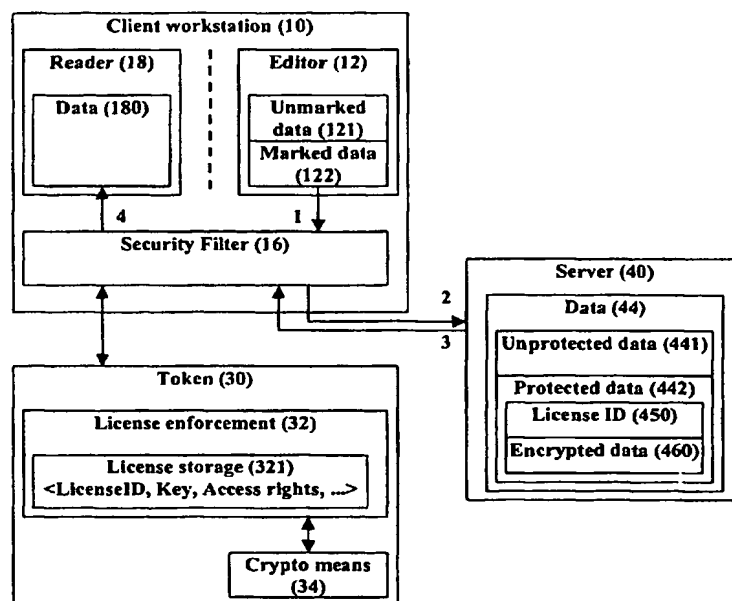 Client workstation (10)
Reader (18)
Data (180)
Editor (12)
Unmarked
data (121)
Marked data
(122)
4
1
Security Filter (16)
2
3
Server (40)
Data (44)
Unprotected data (441)
Protected data (442)
License ID (450)
Encrypted data (460)
Token (30)
License enforcement (32)
License storage (321)
<LicenseID, Key, Access rights, ...>
Crypto means
(34)